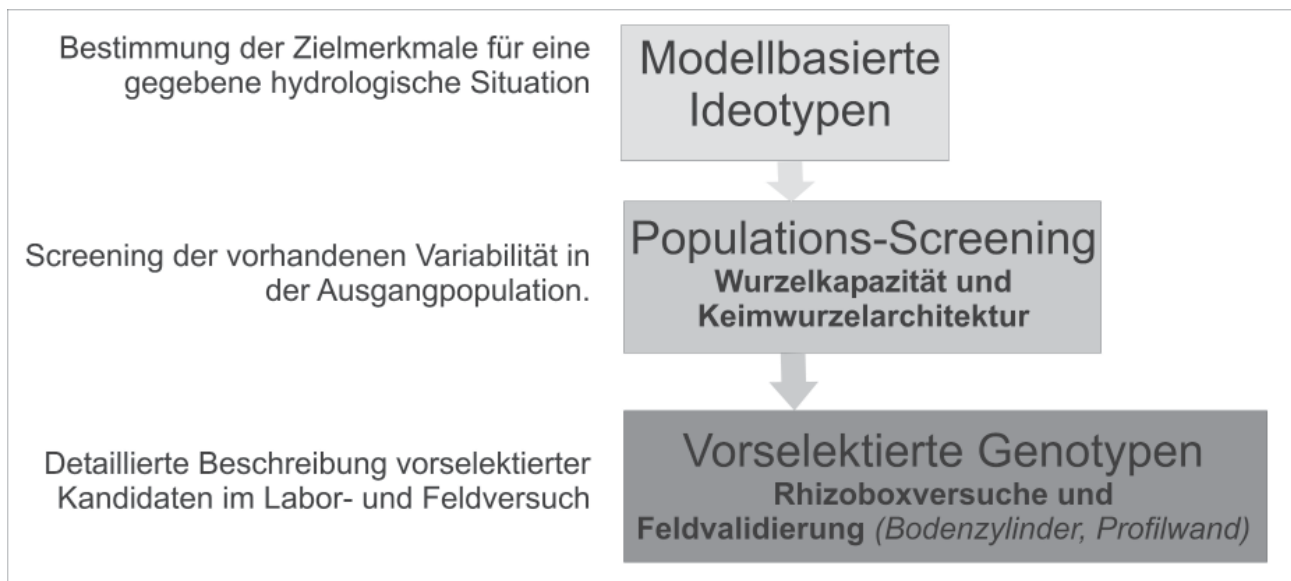 Bestimmung der Zielmerkmale für eine
gegebene hydrologische Situation
Modellbasierte
Ideotypen
Screening der vorhandenen Variabilität in
der Ausgangpopulation.
Populations-Screening
Wurzelkapazität und
Keimwurzelarchitektur
Detaillierte Beschreibung vorselektierter
Kandidaten im Labor- und Feldversuch
Vorselektierte Genotypen
Rhizoboxversuche und
Feldvalidierung (Bodenzylinder, Profilwand)